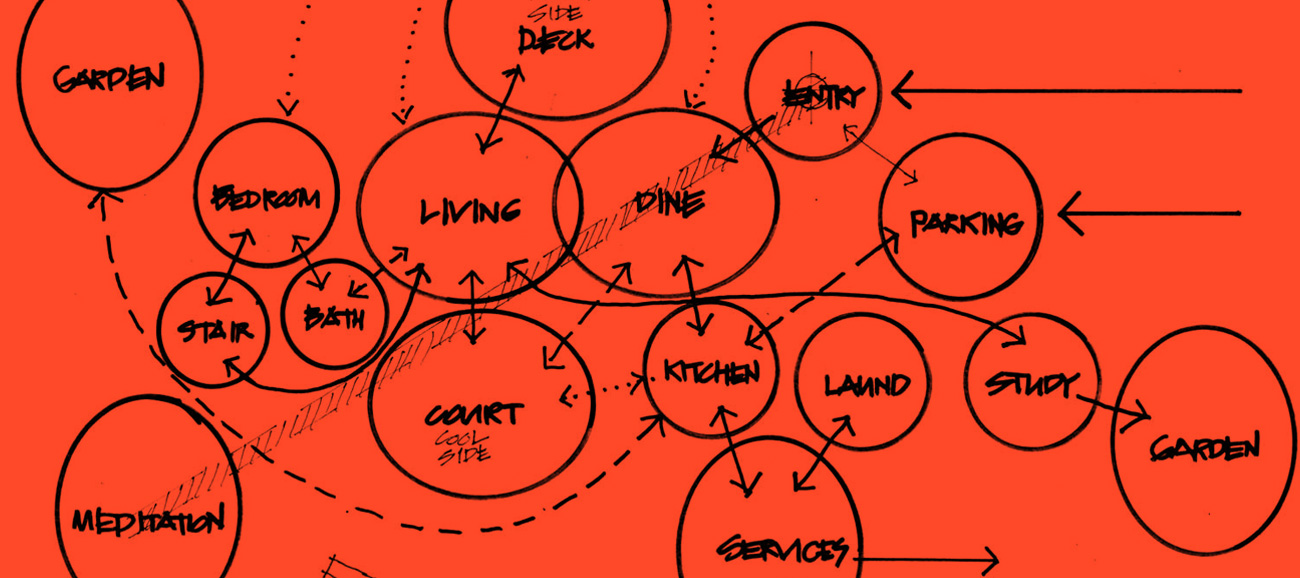 SIDE
DECK
GARDEN
ENTRY
BEDROOM
LIVING
DINE
PARKING
STAIR
BATH
KITCHEN
LAUND
STUDY
COURT
COOL
SIDE
GARDEN
MEDITATION
SERVICES